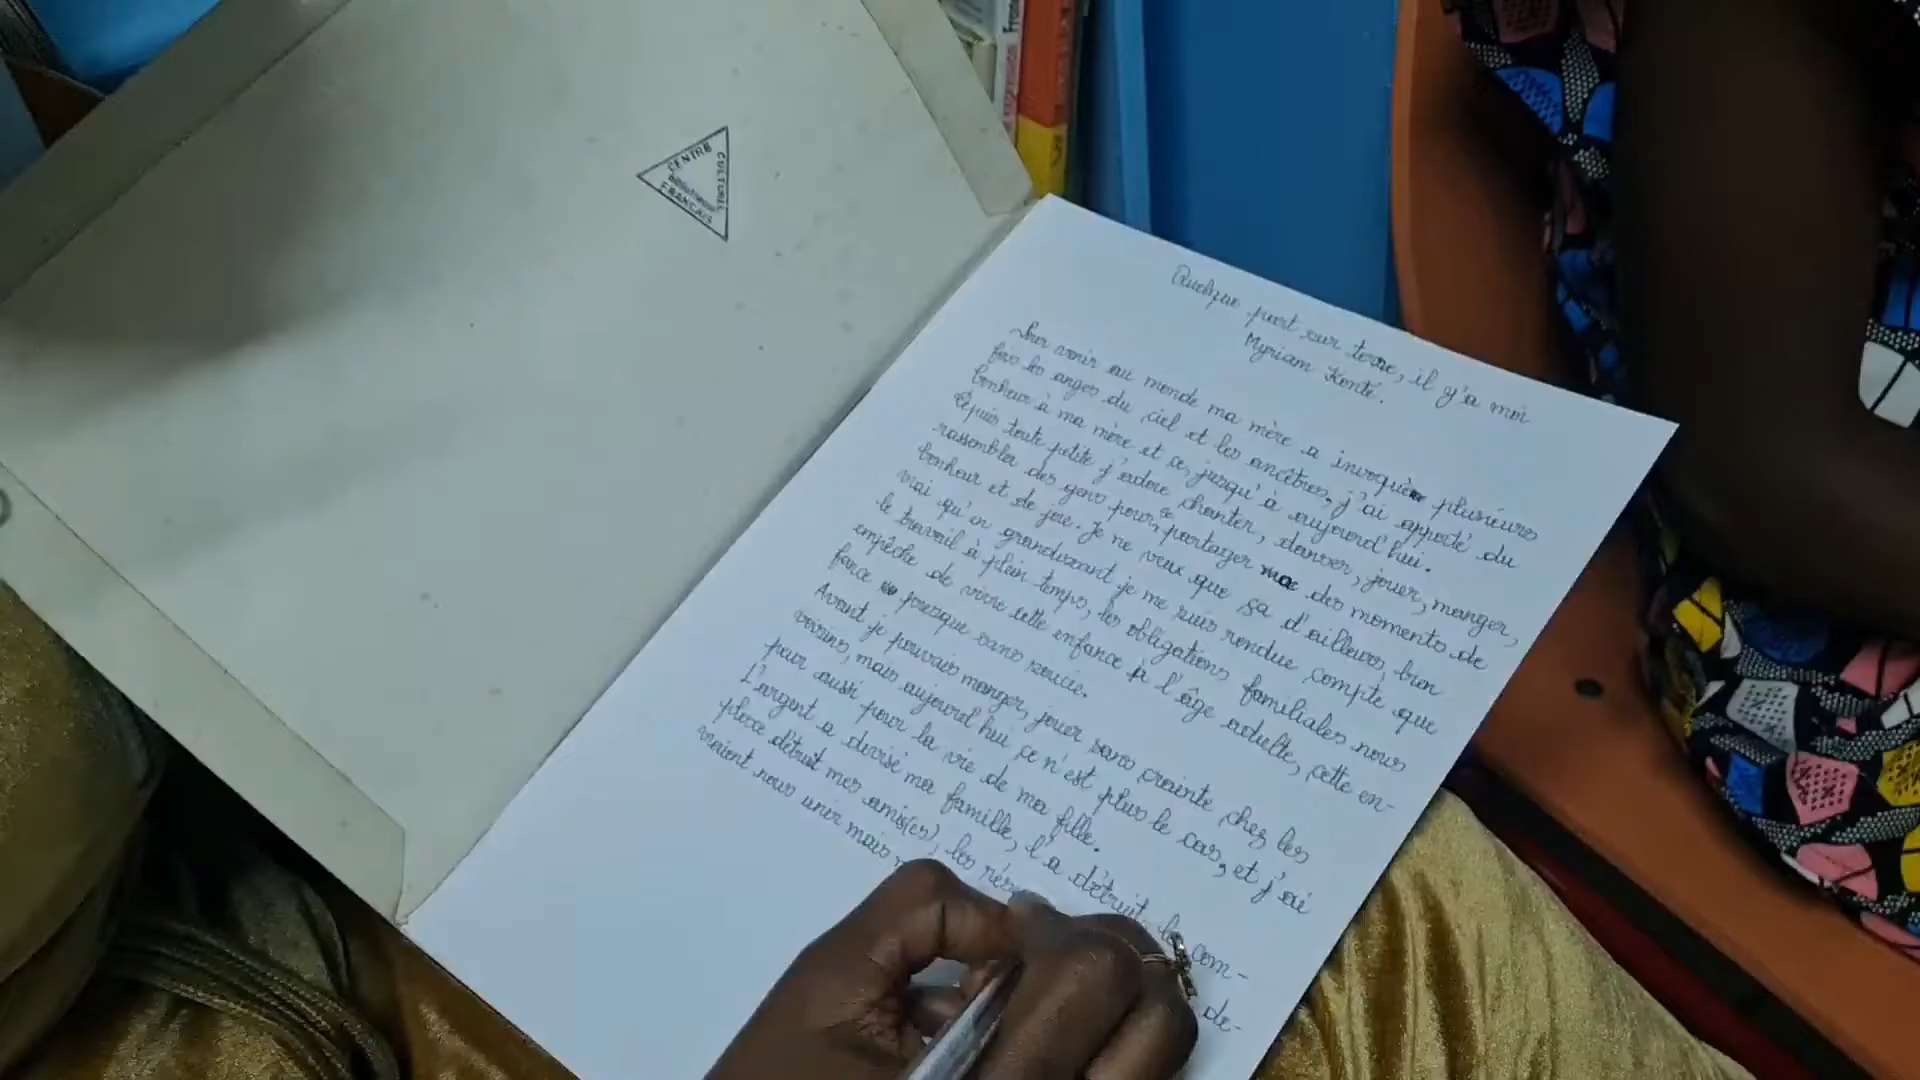 CENTRE
CULTUREL
FRANCAIS
Quelque part sur terre, il y'a moi
Myriam Konté.
Pour venir au monde ma mère a invoquée plusieurs
fois les anges du ciel et les ancêtres, j'ai apporté du
bonheur à ma mère et ce, jusqu'à aujourd'hui.
Depuis toute petite j'adore chanter, danser, jouer, manger,
rassembler des gens pour ce partager des moments de
bonheur et de joie. Je ne veux que sa d'ailleurs, bien
vrai qu'en grandissant je me suis rendue compte que
le travail à plein temps, les obligations familiales nous
empêche de vivre cette enfance à l'âge adulte, cette en-
fance presque sans soucie.
Avant je pouvais manger, jouer sans crainte chez les
voisins, mais aujourd'hui ce n'est plus le cas, et j'ai
peur aussi pour la vie de ma fille.
L'argent a divisé ma famille, l'a détruit, le com-
plexe détruit mes amis(es), les de-
vraient nous unir mais